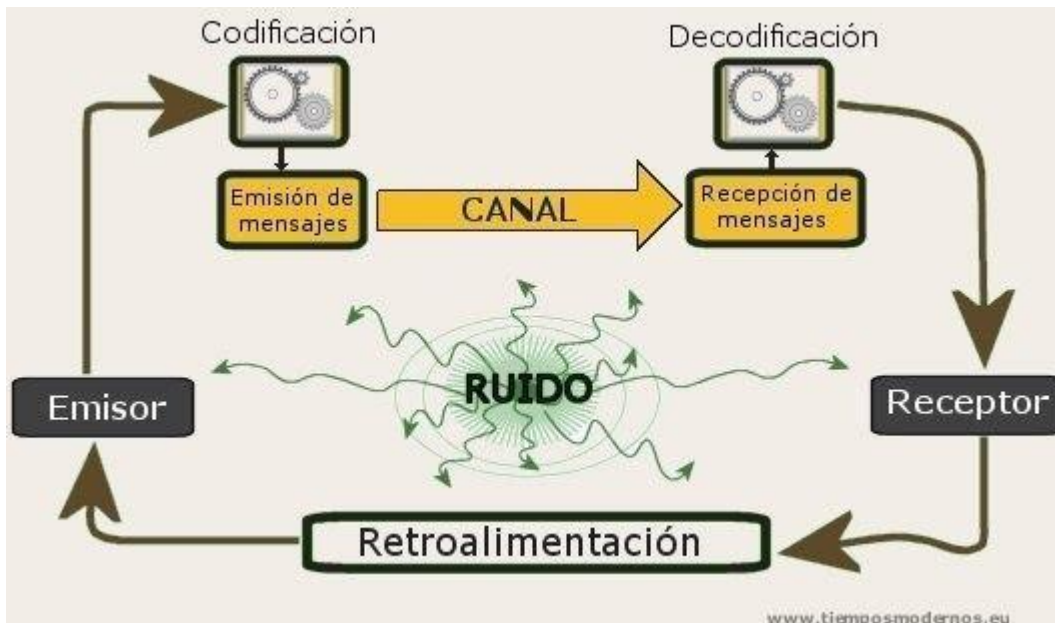 Codificación
Decodificación
Emisión de
mensajes
CANAL
Recepción de
mensajes
RUIDO
Emisor
Receptor
Retroalimentación
www.tiemposmodernos.eu